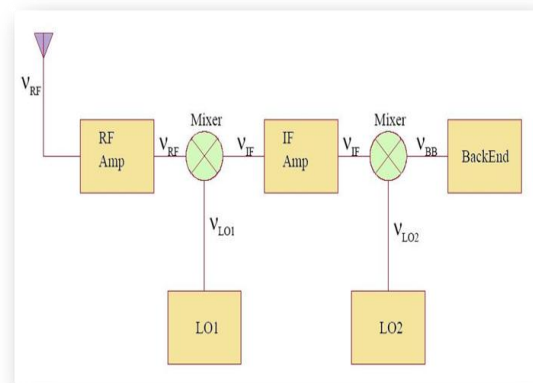 ν_RF
RF
Amp
ν_RF
Mixer
ν_IF
IF
Amp
ν_IF
Mixer
ν_BB
BackEnd
ν_LO1
ν_LO2
LO1
LO2